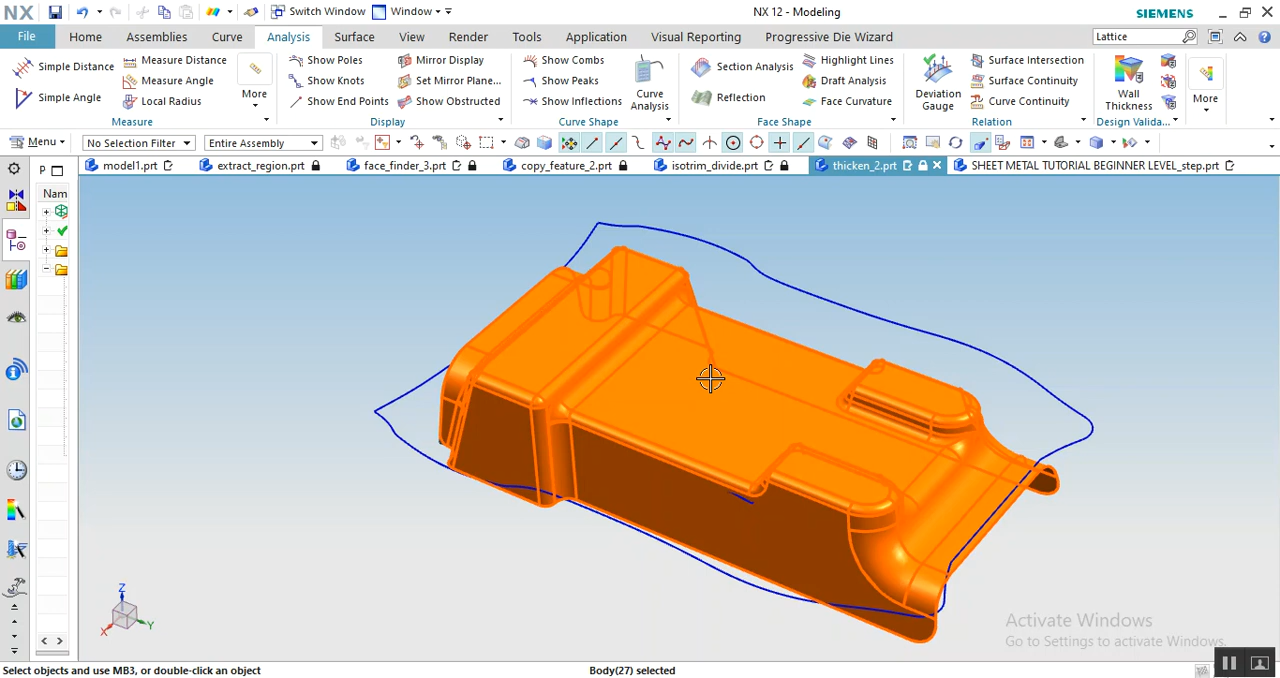 NX Switch Window Window NX 12 - Modeling SIEMENS
File Home Assemblies Curve Analysis Surface View Render Tools Application Visual Reporting Progressive Die Wizard Lattice
Simple Distance Measure Distance Show Poles Mirror Display Show Combs Section Analysis Highlight Lines Surface Intersection
Simple Angle Measure Angle More Show Knots Set Mirror Plane... Show Peaks Curve Analysis Reflection Draft Analysis Deviation Gauge Surface Continuity Wall Thickness More
Local Radius Show End Points Show Obstructed Show Inflections Face Curvature Curve Continuity
Measure Display Curve Shape Face Shape Relation Design Valida...
Menu No Selection Filter Entire Assembly
model1.prt extract_region.prt face_finder_3.prt copy_feature_2.prt isotrim_divide.prt thicken_2.prt SHEET METAL TUTORIAL BEGINNER LEVEL_step.prt
P
Nam
Z
X Y
Activate Windows
Go to Settings to activate Windows.
Select objects and use MB3, or double-click an object Body(27) selected